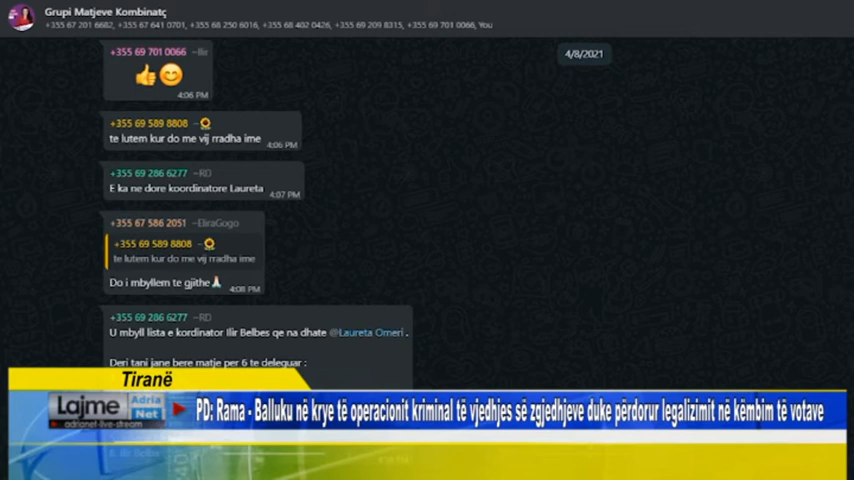 Grupi Matjeve Kombinatç
+355 67 201 6682, +355 67 641 0701, +355 68 250 6016, +355 68 402 0426, +355 69 209 8315, +355 69 701 0066, You
4/8/2021
+355 69 701 0066 ~Ilir
👍😊
4:06 PM
+355 69 589 8808 ~🌻
te lutem kur do me vij rradha ime
4:06 PM
+355 69 286 6277 ~RD
E ka ne dore koordinatore Laureta
4:07 PM
+355 67 586 2051 ~EliraGogo
+355 69 589 8808 ~🌻
te lutem kur do me vij rradha ime
Do i mbyllem te gjithe🙏🏻
4:08 PM
+355 69 286 6277 ~RD
U mbyll lista e kordinator Ilir Belbes qe na dhate @Laureta Omeri .
Deri tani jane bere matje per 6 te deleguar :
Tiranë
Lajme Adria Net
adrianet-live-stream
PD: Rama - Balluku në krye të operacionit kriminal të vjedhjes së zgjedhjeve duke përdorur legalizimit në këmbim të votave